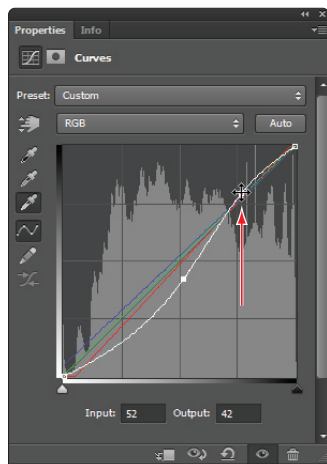 Properties Info
Curves
Preset: Custom
RGB Auto
Input: 52 Output: 42